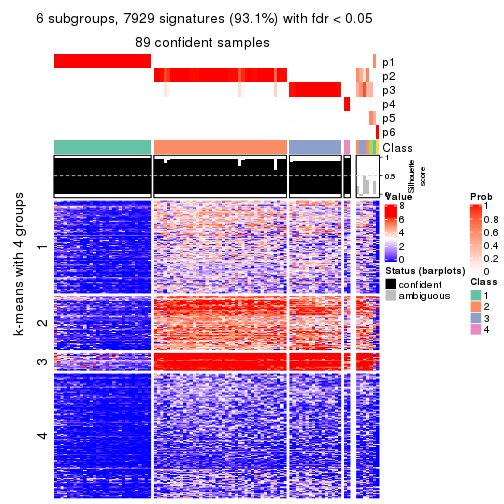 6 subgroups, 7929 signatures (93.1%) with fdr < 0.05
89 confident samples
p1
p2
p3
p4
p5
p6
Class
1
0.5
0
Silhouette
score
k-means with 4 groups
1
2
3
4
Value
8
6
4
2
0
Prob
1
0.8
0.6
0.4
0.2
0
Status (barplots)
confident
ambiguous
Class
1
2
3
4